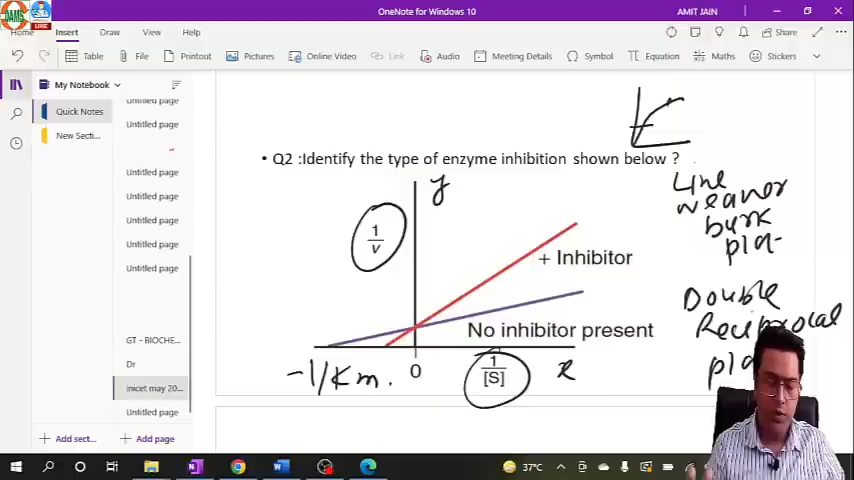 DAMS
LIVE
OneNote for Windows 10
AMIT JAIN
Home
Insert
Draw
View
Help
Share
Table
File
Printout
Pictures
Online Video
Link
Audio
Meeting Details
Symbol
Equation
Maths
Stickers
My Notebook
Quick Notes
New Secti...
Untitled page
Untitled page
Untitled page
Untitled page
Untitled page
Untitled page
Untitled page
GT - BIOCHE...
Dr
inicet may 20...
Untitled page
Add sect...
Add page
• Q2 :Identify the type of enzyme inhibition shown below ?
y
1
v
+ Inhibitor
No inhibitor present
-1/Km.
0
1
[S]
x
Line
weaver
burk
plot
Double
Reciprocal
37°C